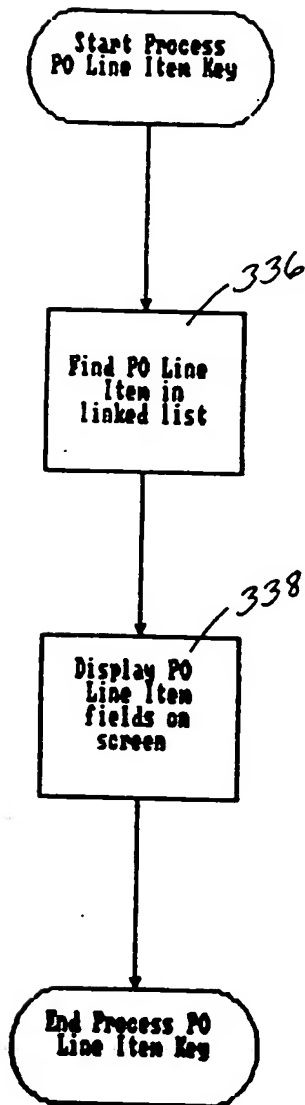 Start Process
PO Line Item Key
336
Find PO Line
Item in
linked list
338
Display PO
Line Item
fields on
screen
End Process PO
Line Item Key